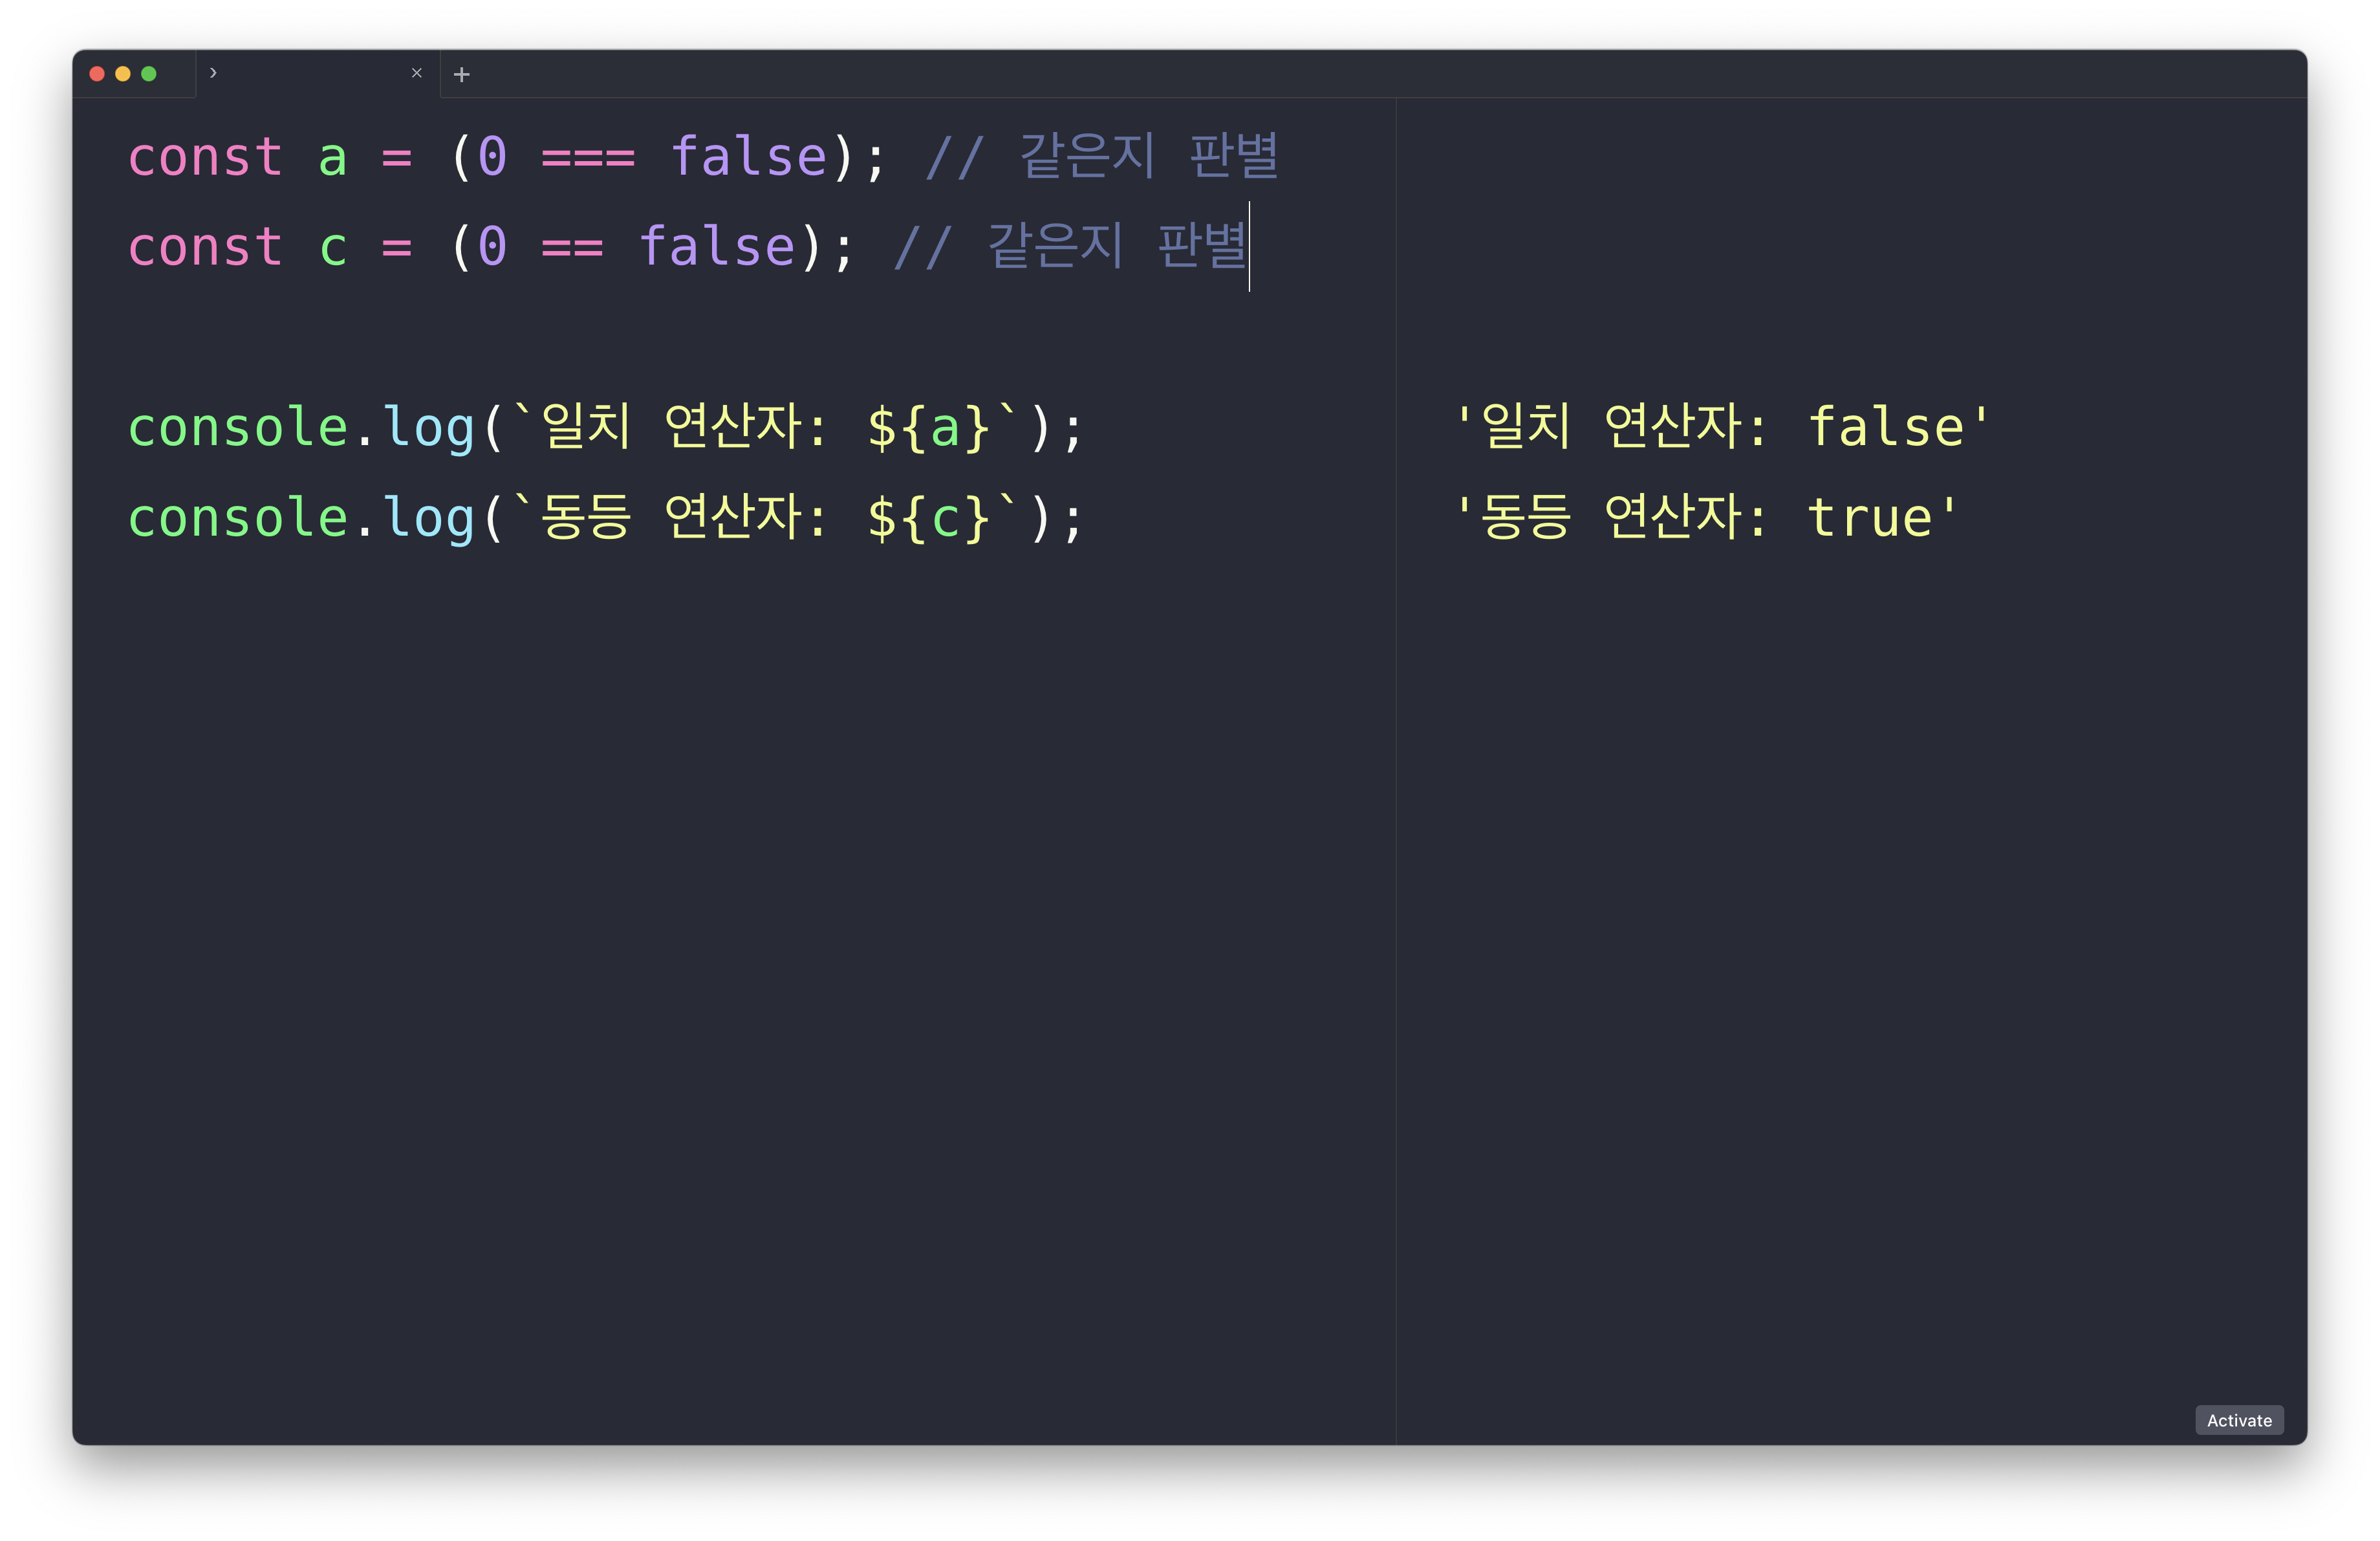 const a = (0 === false); // 같은지 판별
const c = (0 == false); // 같은지 판별
console.log(`일치 연산자: ${a}`);
'일치 연산자: false'
console.log(`동등 연산자: ${c}`);
'동등 연산자: true'
Activate